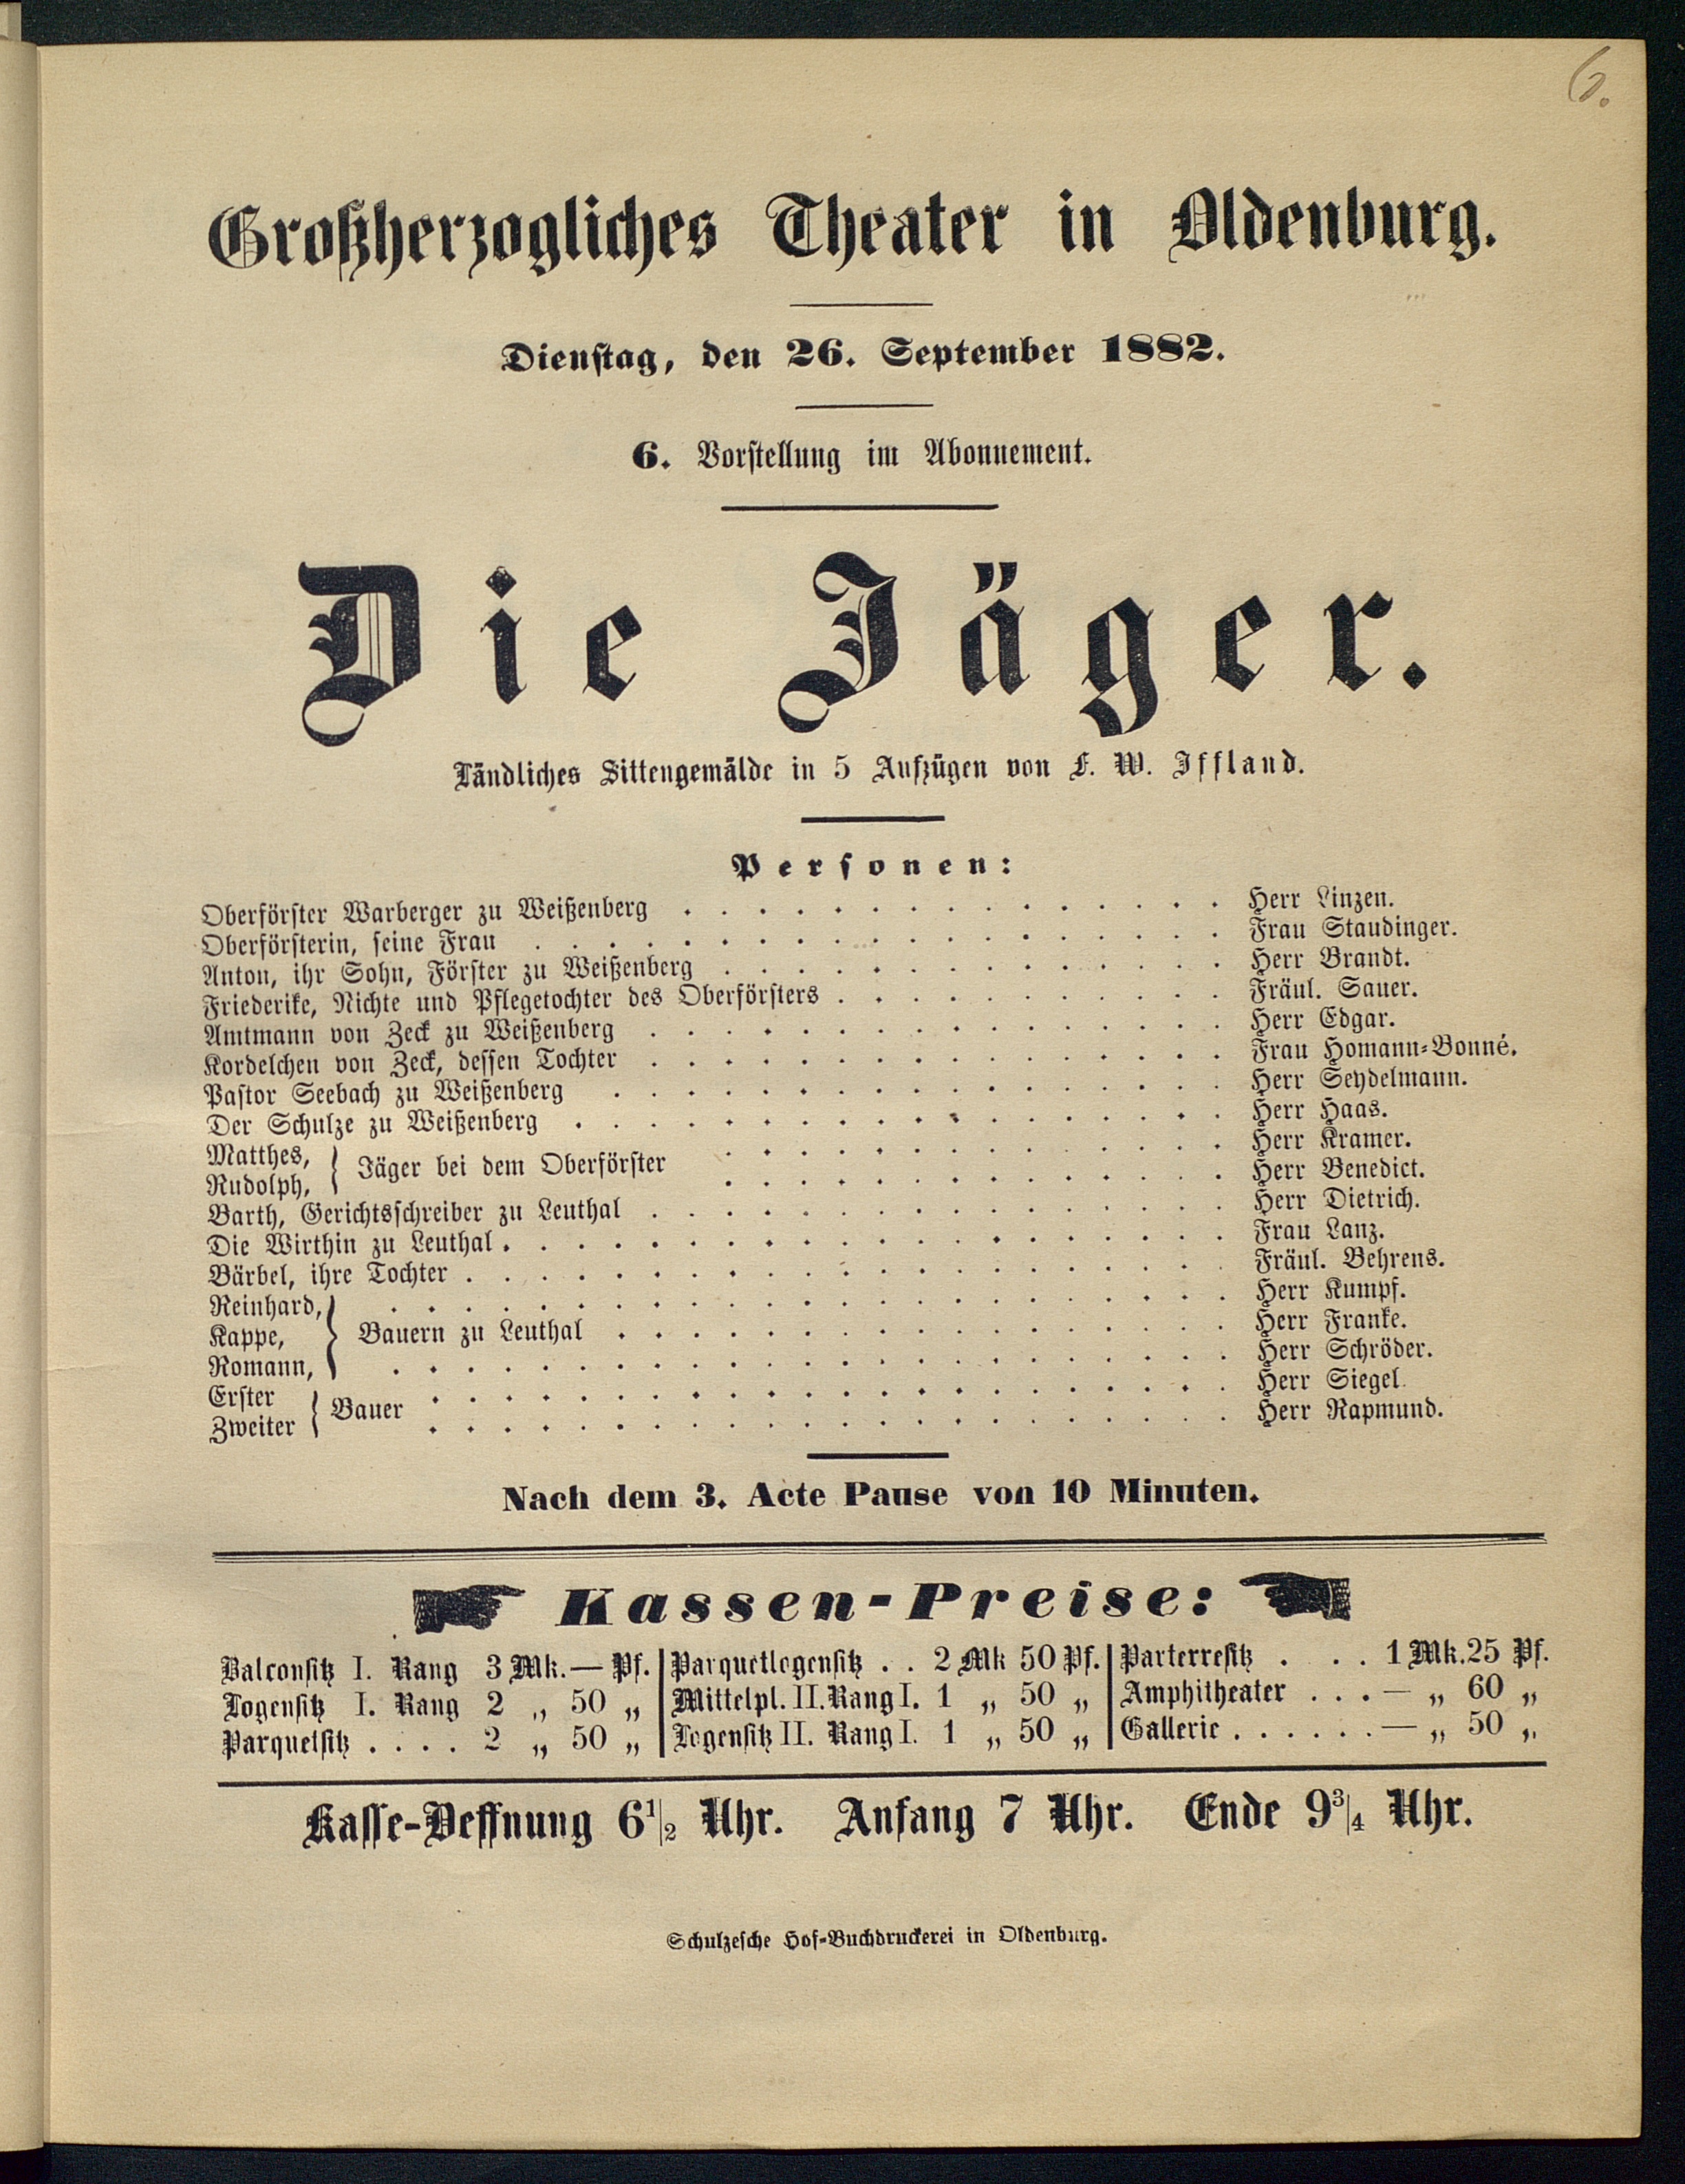 6.
Großherzogliches Theater in Oldenburg.
Dienstag, den 26. September 1882.
6. Vorstellung im Abonnement.
Die Jäger.
Ländliches Sittengemälde in 5 Aufzügen von F. W. Iffland.
Personen:
Oberförster Warberger zu Weißenberg . . . . . . . . . . . . . . . Herr Linzen.
Oberförsterin, seine Frau . . . . . . . . . . . . . . . . . . . Frau Staudinger.
Anton, ihr Sohn, Förster zu Weißenberg . . . . . . . . . . . . . . Herr Brandt.
Friederike, Nichte und Pflegetochter des Oberförsters . . . . . . . . . . . Fräul. Sauer.
Amtmann von Zeck zu Weißenberg . . . . . . . . . . . . . . . . Herr Edgar.
Kordelchen von Zeck, dessen Tochter . . . . . . . . . . . . . . . . Frau Homann-Bonné.
Pastor Seebach zu Weißenberg . . . . . . . . . . . . . . . . . Herr Seydelmann.
Der Schulze zu Weißenberg . . . . . . . . . . . . . . . . . . Herr Haas.
Matthes, } Jäger bei dem Oberförster . . . . . . . . . . . . . . Herr Kramer.
Rudolph, . . . . . . . . . . . . . . Herr Benedict.
Barth, Gerichtsschreiber zu Leuthal . . . . . . . . . . . . . . . . Herr Dietrich.
Die Wirthin zu Leuthal . . . . . . . . . . . . . . . . . . . . Frau Lanz.
Bärbel, ihre Tochter . . . . . . . . . . . . . . . . . . . . . Fräul. Behrens.
Reinhard, . . . . . . . . . . . . . . . . . . . . . . . Herr Kumpf.
Kappe, } Bauern zu Leuthal . . . . . . . . . . . . . . . . . Herr Franke.
Romann, . . . . . . . . . . . . . . . . . . . . . . . Herr Schröder.
Erster } Bauer . . . . . . . . . . . . . . . . . . . . . . Herr Siegel.
Zweiter . . . . . . . . . . . . . . . . . . . . . . Herr Rapmund.
Nach dem 3. Acte Pause von 10 Minuten.
Kassen-Preise:
Balconsitz I. Rang 3 Mk. — Pf. | Parquetlogensitz . . 2 Mk 50 Pf. | Parterresitz . . . 1 Mk. 25 Pf.
Logensitz I. Rang 2 „ 50 „ | Mittelpl. II. Rang I. 1 „ 50 „ | Amphitheater . . . — „ 60 „
Parquetsitz . . . . 2 „ 50 „ | Logensitz II. Rang I. 1 „ 50 „ | Gallerie . . . . . . — „ 50 „
Kasse-Oeffnung 6 1/2 Uhr. Anfang 7 Uhr. Ende 9 3/4 Uhr.
Schulzesche Hof-Buchdruckerei in Oldenburg.